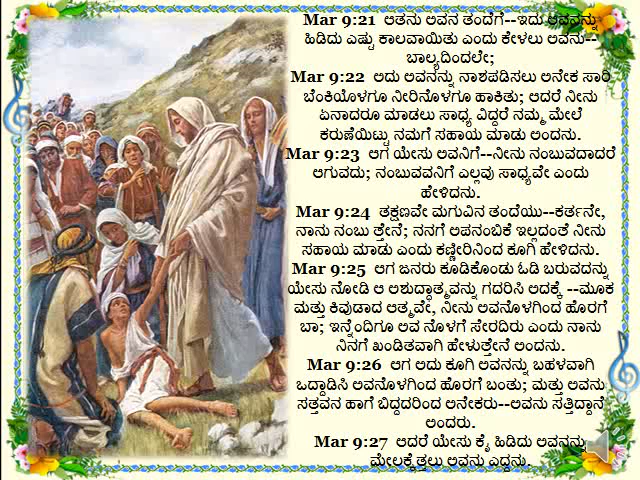 Mar 9:21 ಆತನು ಅವನ ತಂದೆಗೆ--ಇದು ಅವನನ್ನು
ಹಿಡಿದು ಎಷ್ಟು ಕಾಲವಾಯಿತು ಎಂದು ಕೇಳಲು ಅವನು--
ಬಾಲ್ಯದಿಂದಲೇ;
Mar 9:22 ಅದು ಅವನನ್ನು ನಾಶಪಡಿಸಲು ಅನೇಕ ಸಾರಿ
ಬೆಂಕಿಯೊಳಗೂ ನೀರಿನೊಳಗೂ ಹಾಕಿತು; ಆದರೆ ನೀನು
ಏನಾದರೂ ಮಾಡಲು ಸಾಧ್ಯ ವಿದ್ದರೆ ನಮ್ಮ ಮೇಲೆ
ಕರುಣೆಯಿಟ್ಟು ನಮಗೆ ಸಹಾಯ ಮಾಡು ಅಂದನು.
Mar 9:23 ಆಗ ಯೇಸು ಅವನಿಗೆ--ನೀನು ನಂಬುವದಾದರೆ
ಆಗುವದು; ನಂಬುವವನಿಗೆ ಎಲ್ಲವು ಸಾಧ್ಯವೇ ಎಂದು
ಹೇಳಿದನು.
Mar 9:24 ತಕ್ಷಣವೇ ಮಗುವಿನ ತಂದೆಯು--ಕರ್ತನೇ,
ನಾನು ನಂಬು ತ್ತೇನೆ; ನನಗೆ ಅಪನಂಬಿಕೆ ಇಲ್ಲದಂತೆ ನೀನು
ಸಹಾಯ ಮಾಡು ಎಂದು ಕಣ್ಣೀರಿನಿಂದ ಕೂಗಿ ಹೇಳಿದನು.
Mar 9:25 ಆಗ ಜನರು ಕೂಡಿಕೊಂಡು ಓಡಿ ಬರುವದನ್ನು
ಯೇಸು ನೋಡಿ ಆ ಅಶುದ್ಧಾತ್ಮವನ್ನು ಗದರಿಸಿ ಅದಕ್ಕೆ --ಮೂಕ
ಮತ್ತು ಕಿವುಡಾದ ಆತ್ಮವೇ, ನೀನು ಅವನೊಳಗಿಂದ ಹೊರಗೆ
ಬಾ; ಇನ್ನೆಂದಿಗೂ ಅವ ನೊಳಗೆ ಸೇರದಿರು ಎಂದು ನಾನು
ನಿನಗೆ ಖಂಡಿತವಾಗಿ ಹೇಳುತ್ತೇನೆ ಅಂದನು.
Mar 9:26 ಆಗ ಅದು ಕೂಗಿ ಅವನನ್ನು ಬಹಳವಾಗಿ
ಒದ್ದಾಡಿಸಿ ಅವನೊಳಗಿಂದ ಹೊರಗೆ ಬಂತು; ಮತ್ತು ಅವನು
ಸತ್ತವನ ಹಾಗೆ ಬಿದ್ದದರಿಂದ ಅನೇಕರು--ಅವನು ಸತ್ತಿದ್ದಾನೆ
ಅಂದರು.
Mar 9:27 ಆದರೆ ಯೇಸು ಕೈ ಹಿಡಿದು ಅವನನ್ನು
ಮೇಲಕ್ಕೆತ್ತಲು ಅವನು ಎದ್ದನು.